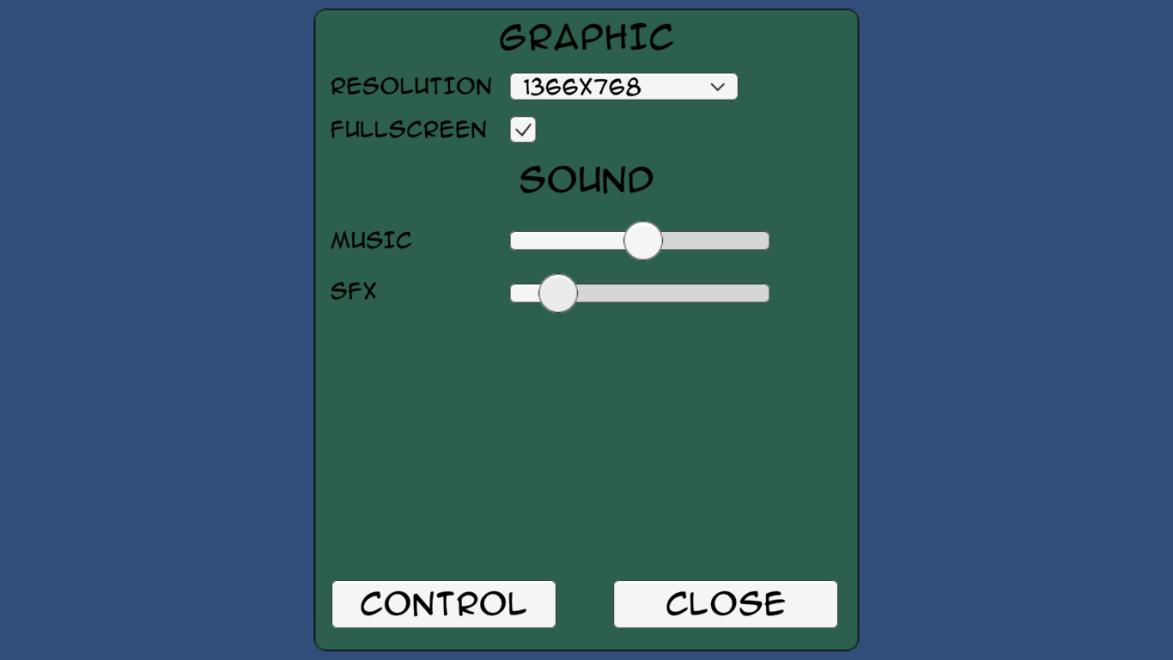 GRAPHIC
RESOLUTION 1366X768
FULLSCREEN
SOUND
MUSIC
SFX
CONTROL CLOSE